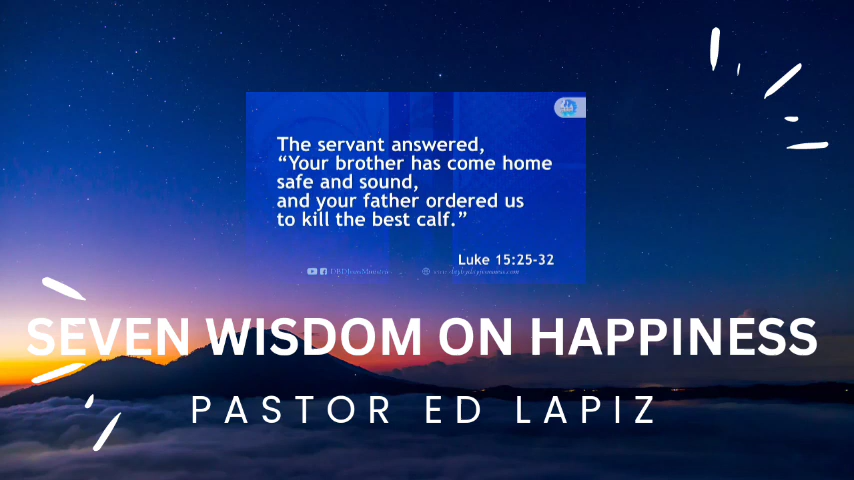 The servant answered,
“Your brother has come home
safe and sound,
and your father ordered us
to kill the best calf.”
Luke 15:25-32
SEVEN WISDOM ON HAPPINESS
PASTOR ED LAPIZ